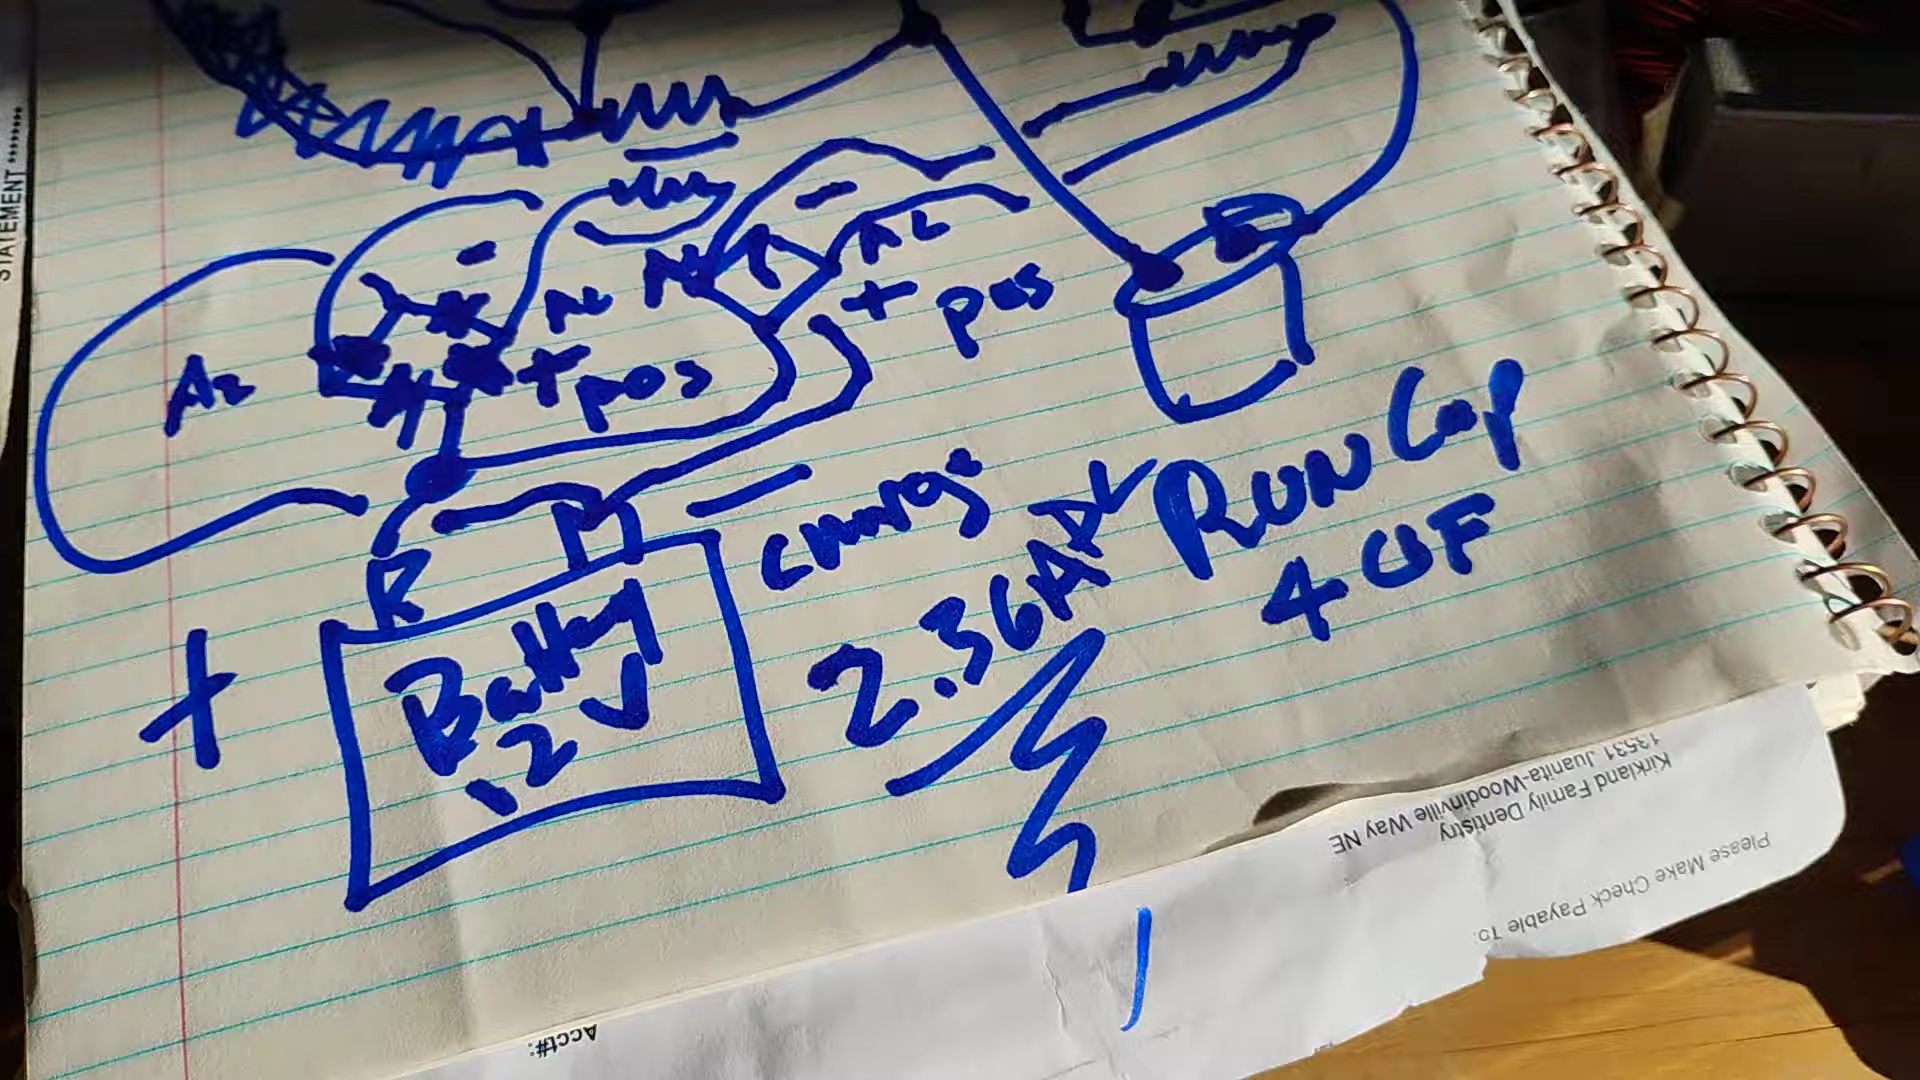 STATEMENT ******
-
-
-
AC
AC
AC
+ pos
+ pos
-
Charge
2.36A
Run Cap
4 UF
+
Battery
12V
Kirkland Family Dentistry
13531 Juanita-Woodinville Way NE
Please Make Check Payable To:
Acct#: